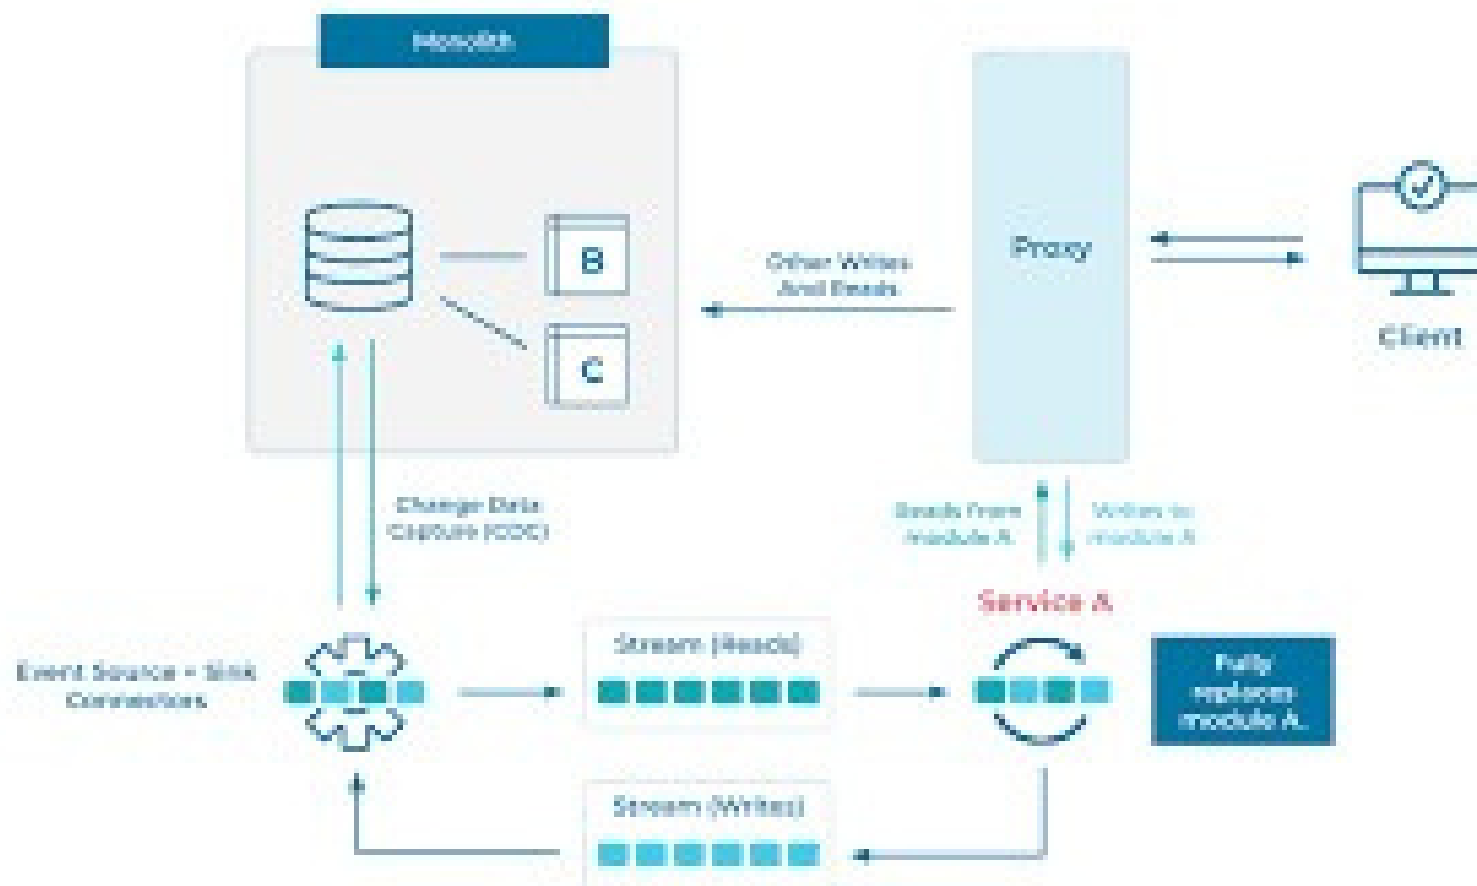 Monolith
B
C
Other Writes
And Reads
Proxy
Client
Change Data
Capture (CDC)
Reads from
module A
Writes to
module A
Service A
Event Source + Sink
Connectors
Stream (Reads)
Fully
replaces
module A.
Stream (Writes)